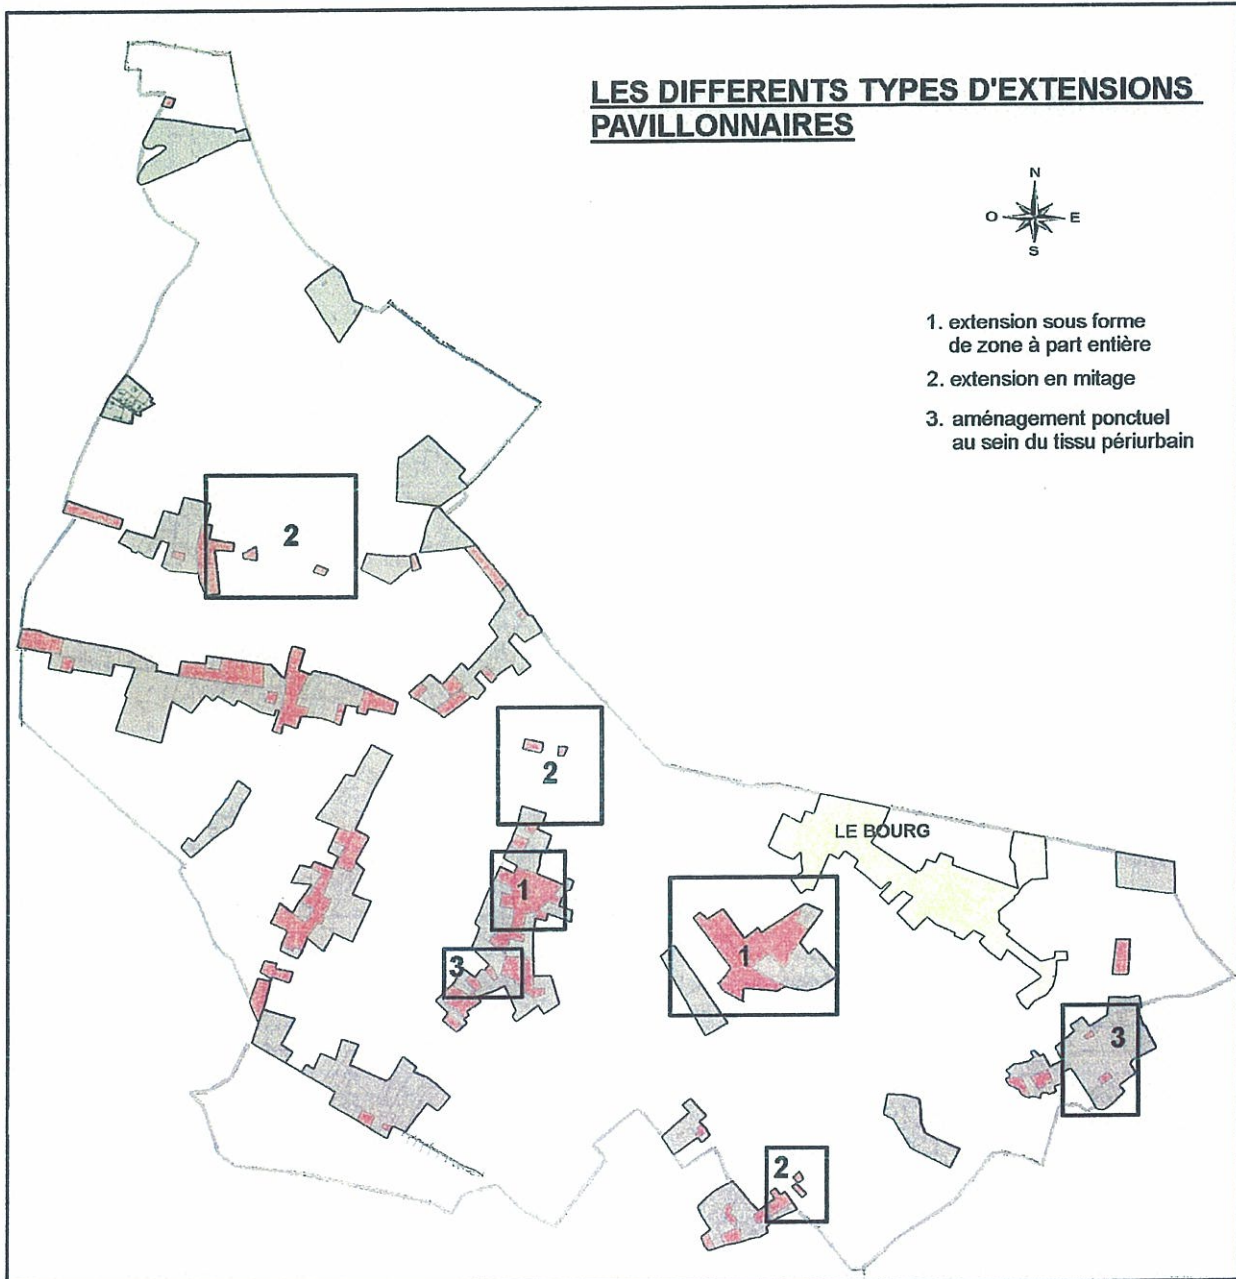 LES DIFFERENTS TYPES D'EXTENSIONS
PAVILLONNAIRES
N
O
E
S
1. extension sous forme
de zone à part entière
2. extension en mitage
3. aménagement ponctuel
au sein du tissu périurbain
2
2
LE BOURG
1
1
3
3
2